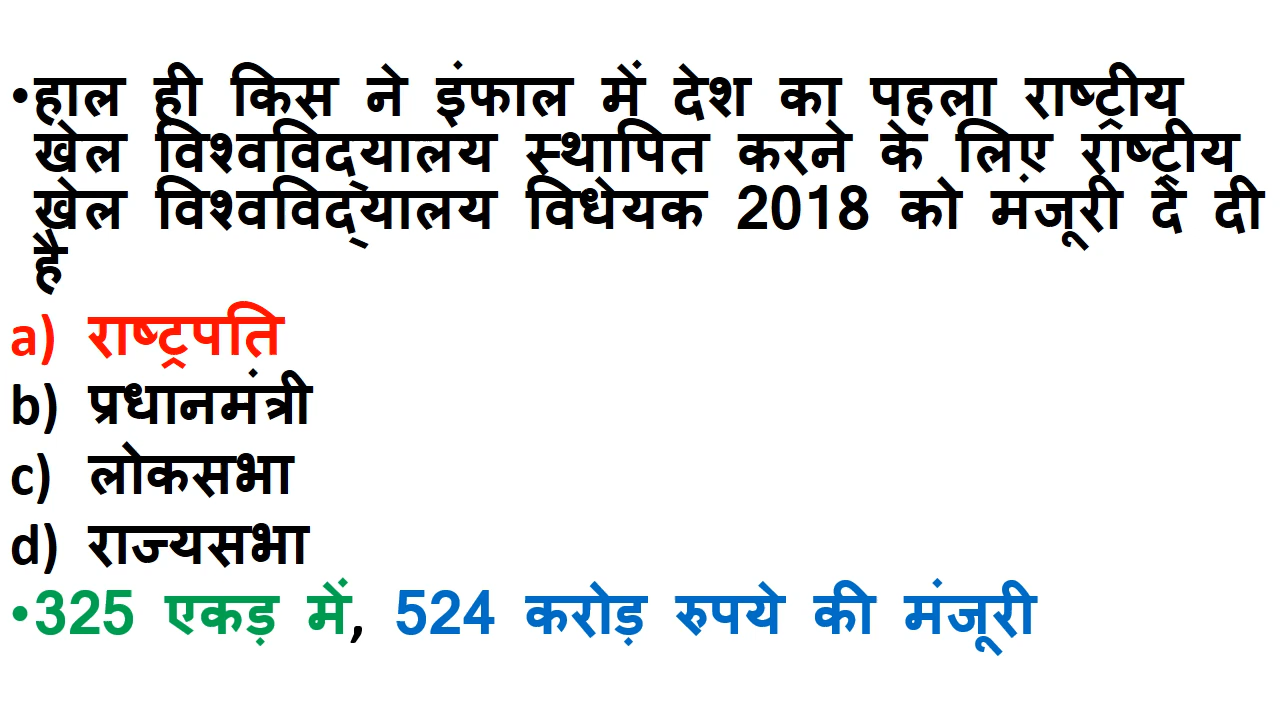 •हाल ही किस ने इंफाल में देश का पहला राष्ट्रीय
खेल विश्वविद्यालय स्थापित करने के लिए राष्ट्रीय
खेल विश्वविद्यालय विधेयक 2018 को मंजूरी दे दी
है
a) राष्ट्रपति
b) प्रधानमंत्री
c) लोकसभा
d) राज्यसभा
•325 एकड़ में, 524 करोड़ रुपये की मंजूरी